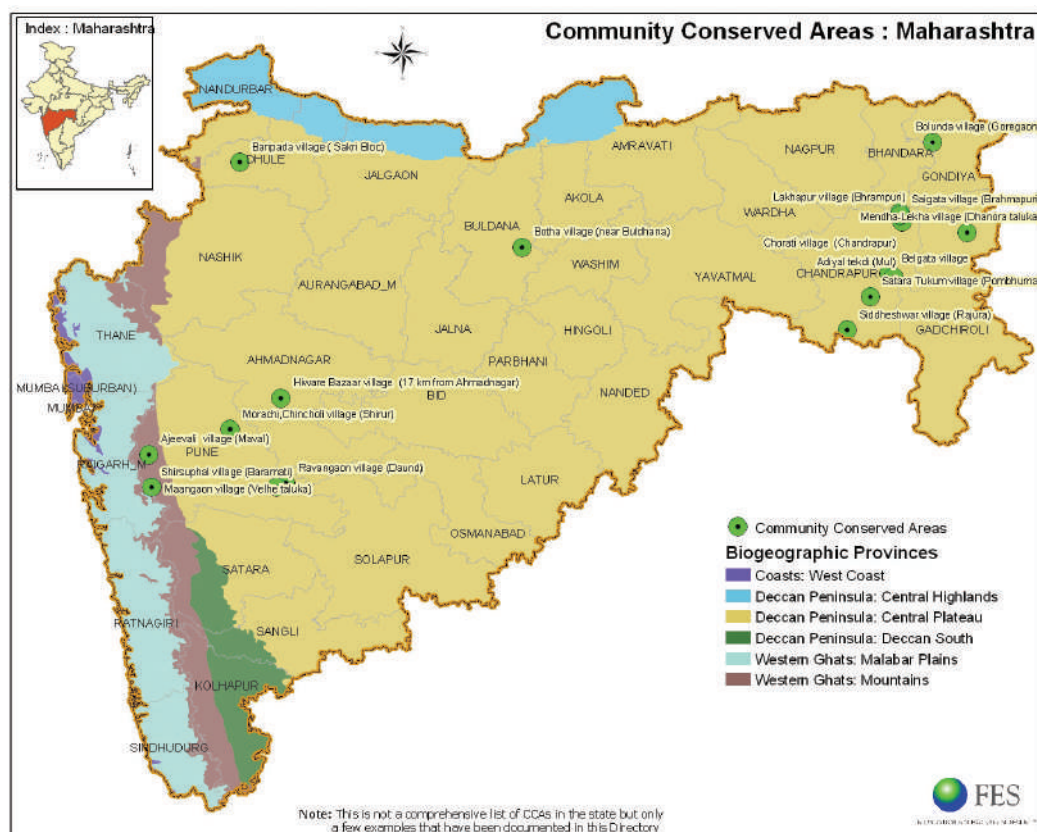 Index : Maharashtra
Community Conserved Areas : Maharashtra
NANDURBAR
Baripada village ( Sakri Bloc)
DHULE
JALGAON
AMRAVATI
NAGPUR
Bolunda village (Goregaon
BHANDARA
GONDIYA
AKOLA
BULDANA
WARDHA
Lakhapur village (Bhrampuri)
Saigata village (Brahmapuri
Mendha-Lekha village (Dhanora taluka
Botha village (near Buldhana)
NASHIK
WASHIM
Chorati village (Chandrapur)
AURANGABAD_M
YAVATMAL
CHANDRAPUR
Adiyal tekdi (Mul)
Belgata village
Satara Tukum village (Pombhurna
THANE
JALNA
HINGOLI
Siddheshwar village (Rajura)
GADCHIROLI
AHMADNAGAR
PARBHANI
MUMBAI(SUBURBAN)
MUMBAI
Hiware Bazaar village (17 km from Ahmadnagar)
BID
NANDED
Morachi,Chincholi village (Shirur)
Ajeevali village (Maval)
PUNE
RAIGARH_M
Shirsuphal village (Baramati)
Ravangaon village (Daund)
Maangaon village (Velhe taluka)
LATUR
OSMANABAD
SOLAPUR
SATARA
RATNAGIRI
SANGLI
KOLHAPUR
SINDHUDURG
Community Conserved Areas
Biogeographic Provinces
Coasts: West Coast
Deccan Peninsula: Central Highlands
Deccan Peninsula: Central Plateau
Deccan Peninsula: Deccan South
Western Ghats: Malabar Plains
Western Ghats: Mountains
Note: This is not a comprehensive list of CCAs in the state but only
a few examples that have been documented in this Directory
FES